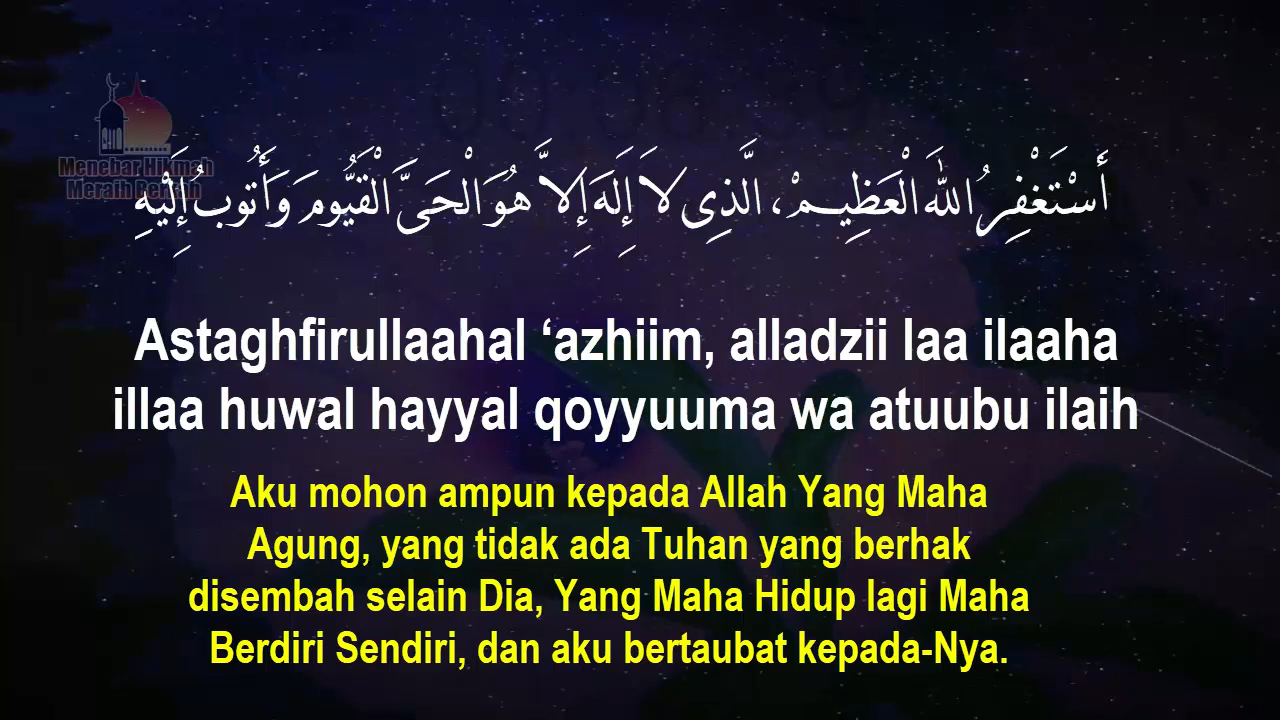 Menebar Hikmah
أَسْتَغْفِرُ اللّٰهَ الْعَظِيـــمْ، الَّذِى لاَ إِلَهَ إِلاَّ هُوَ الْحَيَّ الْقَيُّومَ وَأَتُوبُ إِلَيْهِ
Meraih
Astaghfirullaahal ‘azhiim, alladzii laa ilaaha
illaa huwal hayyal qoyyuuma wa atuubu ilaih
Aku mohon ampun kepada Allah Yang Maha
Agung, yang tidak ada Tuhan yang berhak
disembah selain Dia, Yang Maha Hidup lagi Maha
Berdiri Sendiri, dan aku bertaubat kepada-Nya.